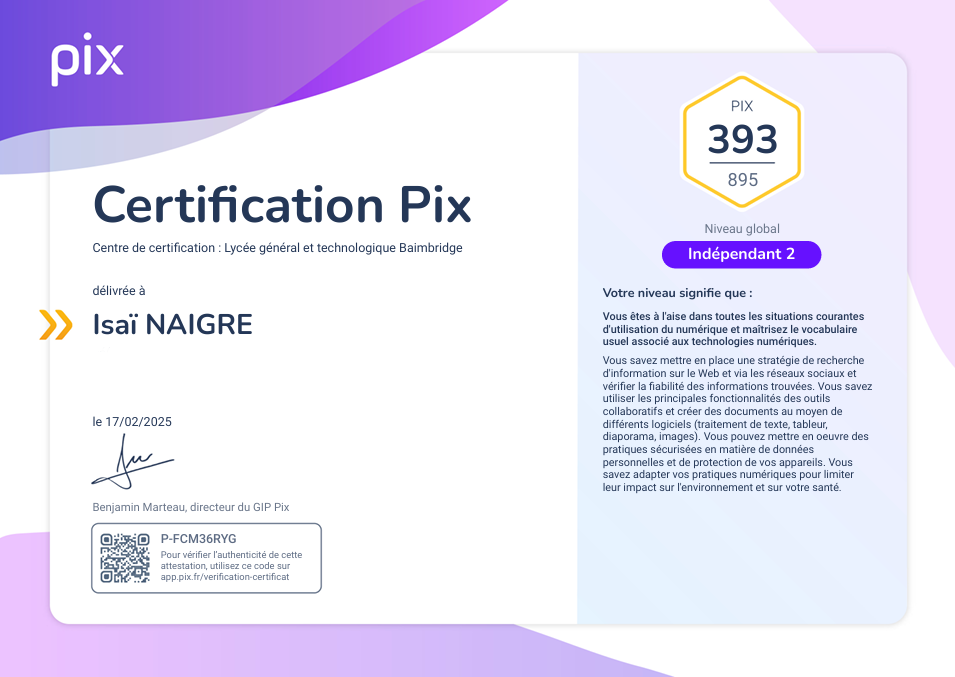 pix
Certification Pix
Centre de certification : Lycée général et technologique Baimbridge
délivrée à
Isaï NAIGRE
le 17/02/2025
Benjamin Marteau, directeur du GIP Pix
P-FCM36RYG
Pour vérifier l'authenticité de cette
attestation, utilisez ce code sur
app.pix.fr/verification-certificat
PIX
393
895
Niveau global
Indépendant 2
Votre niveau signifie que :
Vous êtes à l'aise dans toutes les situations courantes
d'utilisation du numérique et maîtrisez le vocabulaire
usuel associé aux technologies numériques.
Vous savez mettre en place une stratégie de recherche
d'information sur le Web et via les réseaux sociaux et
vérifier la fiabilité des informations trouvées. Vous savez
utiliser les principales fonctionnalités des outils
collaboratifs et créer des documents au moyen de
différents logiciels (traitement de texte, tableur,
diaporama, images). Vous pouvez mettre en oeuvre des
pratiques sécurisées en matière de données
personnelles et de protection de vos appareils. Vous
savez adapter vos pratiques numériques pour limiter
leur impact sur l'environnement et sur votre santé.